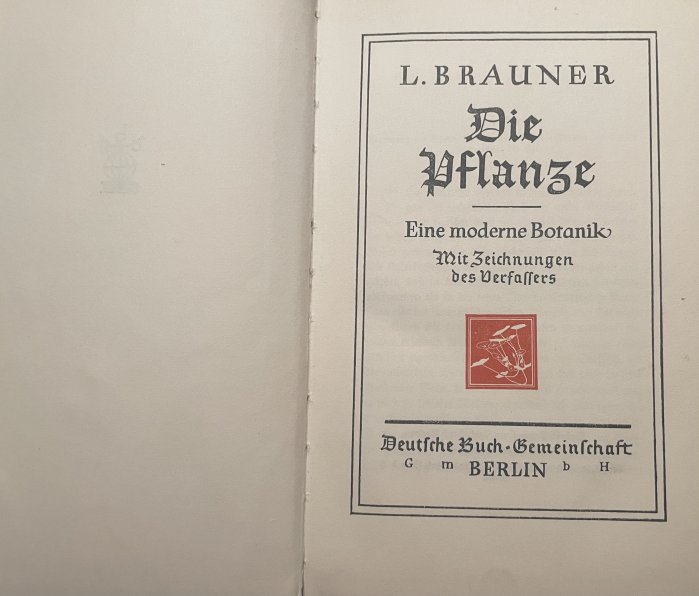 L. BRAUNER
Die
Pflanze
Eine moderne Botanik
Mit Zeichnungen
des Verfaſſers
Deutſche Buch-Gemeinſchaft
G m BERLIN b H